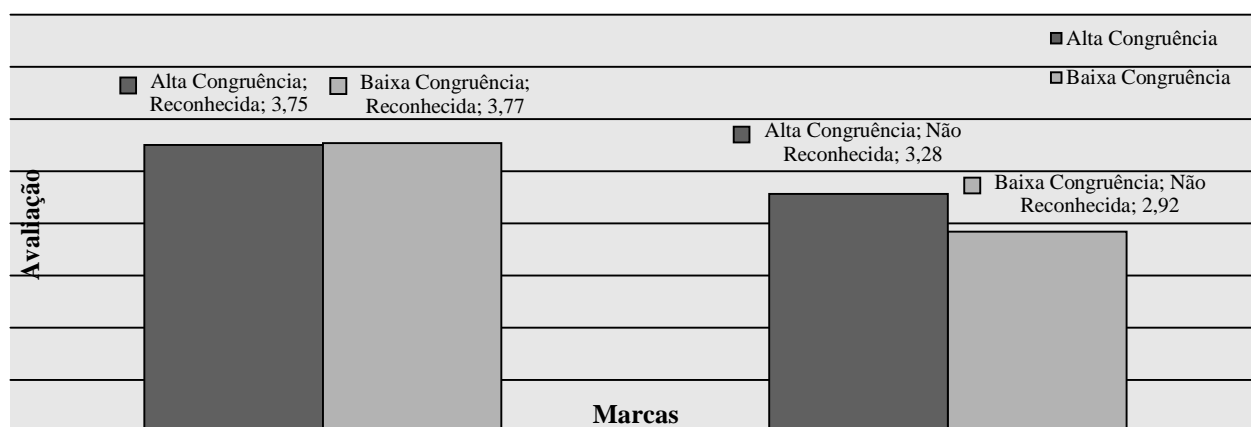 Alta Congruência
Baixa Congruência
Alta Congruência;
Reconhecida; 3,75
Baixa Congruência;
Reconhecida; 3,77
Alta Congruência; Não
Reconhecida; 3,28
Baixa Congruência; Não
Reconhecida; 2,92
Avaliação
Marcas